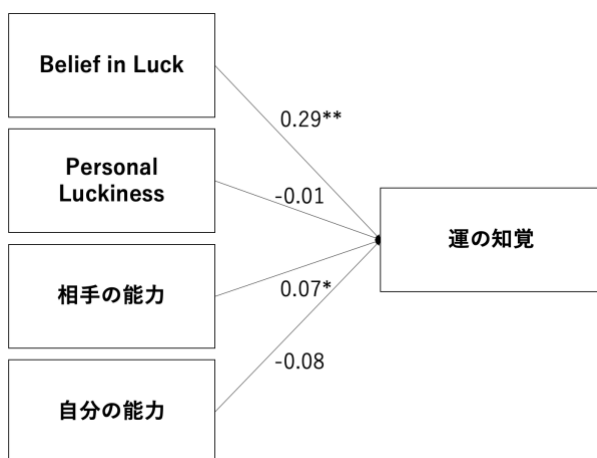 Belief in Luck
0.29**
Personal
Luckiness
-0.01
運の知覚
相手の能力
0.07*
-0.08
自分の能力